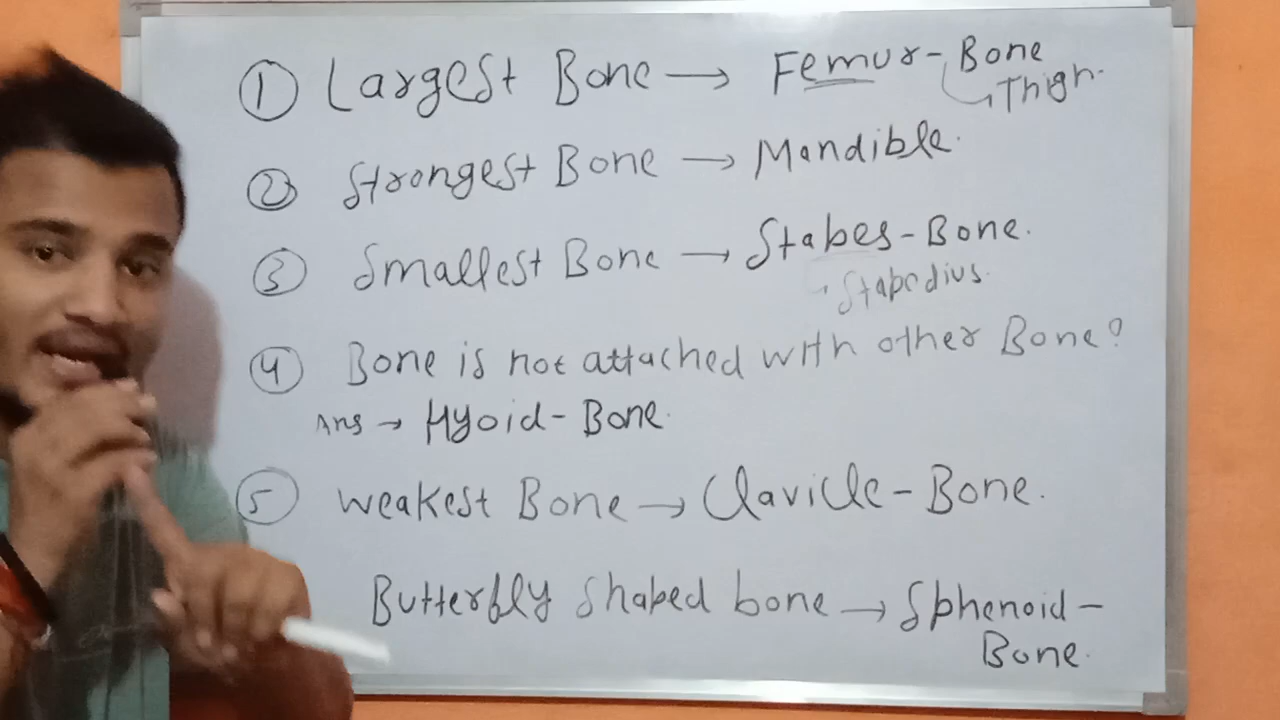 ① Largest Bone → Femur - Bone
Thigh.
② Strongest Bone → Mandible.
③ Smallest Bone → Stabes - Bone.
Stapedius.
④ Bone is not attached with other Bone?
Ans → Hyoid - Bone.
⑤ Weakest Bone → Clavicle - Bone.
Butterfly Shaped bone → Sphenoid -
Bone.